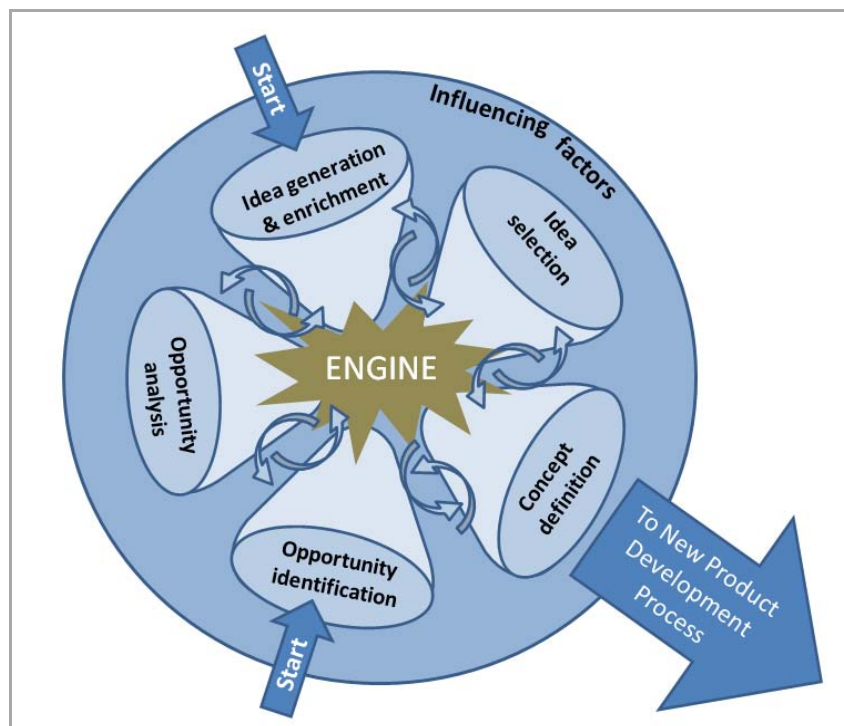 Start
Influencing factors
Idea generation
& enrichment
Idea
selection
Opportunity
analysis
ENGINE
Concept
definition
Opportunity
identification
Start
To New Product
Development
Process